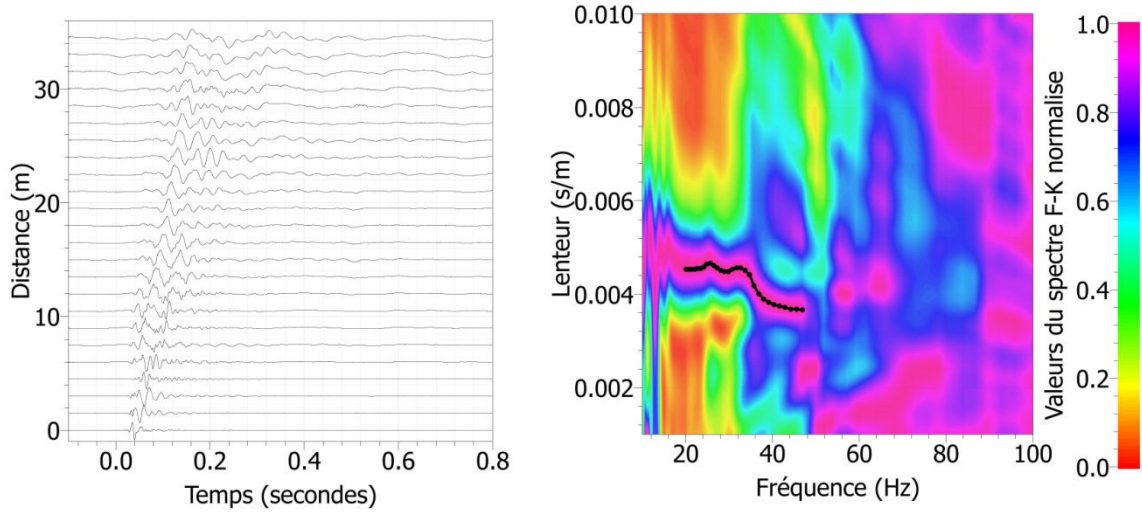 Distance (m)
30
20
10
0
0.0 0.2 0.4 0.6 0.8
Temps (secondes)
Lenteur (s/m)
0.010
0.008
0.006
0.004
0.002
20 40 60 80 100
Fréquence (Hz)
Valeurs du spectre F-K normalise
1.0
0.8
0.6
0.4
0.2
0.0